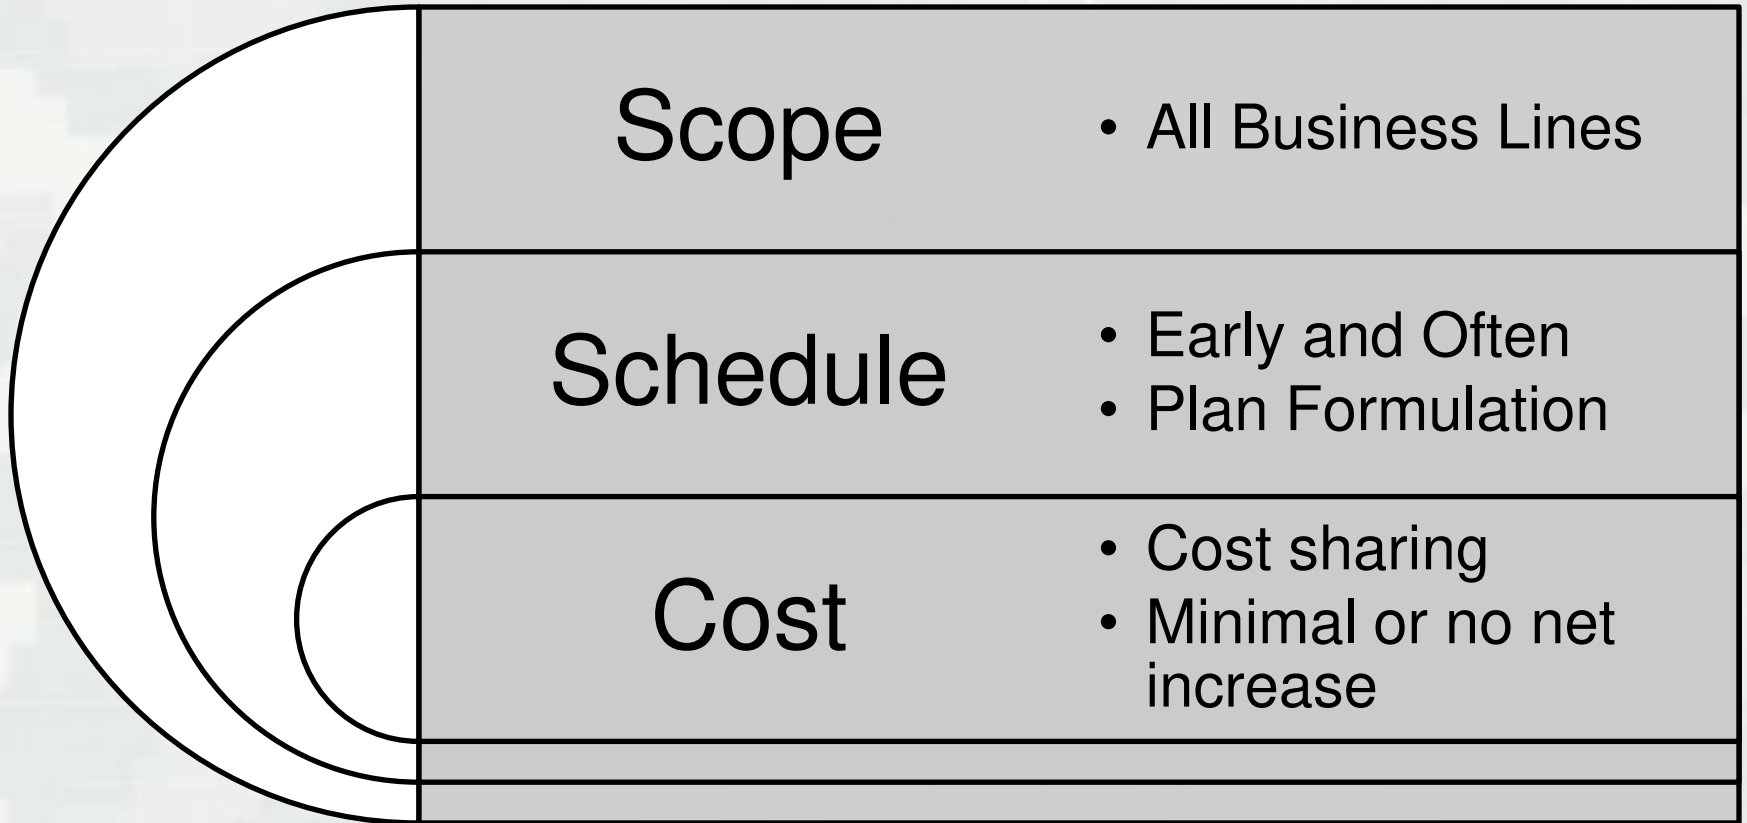 Scope
• All Business Lines
Schedule
• Early and Often
• Plan Formulation
Cost
• Cost sharing
• Minimal or no net
increase